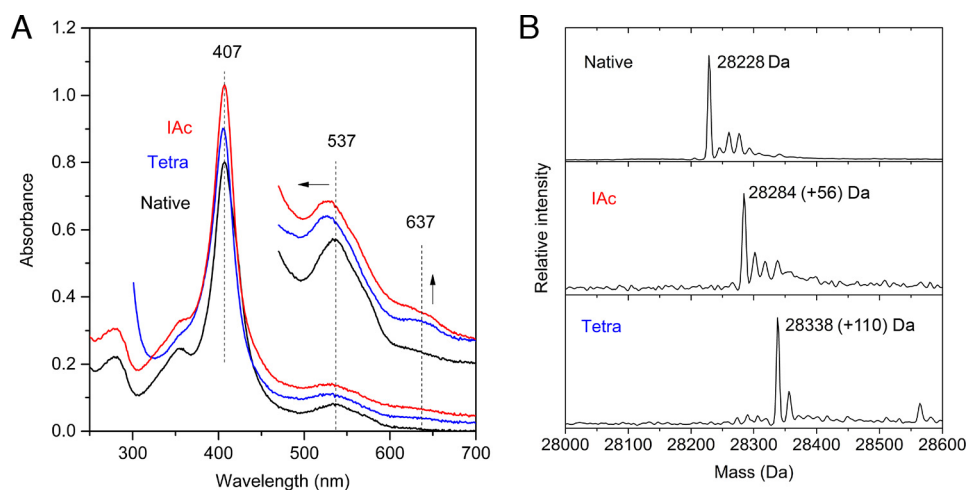 A
1.2
1.0
0.8
0.6
0.4
0.2
0.0
Absorbance
407
IAc
Tetra
Native
537
637
300
400
500
600
700
Wavelength (nm)
B
Native
28228 Da
IAc
28284 (+56) Da
Tetra
28338 (+110) Da
Relative intensity
28000
28100
28200
28300
28400
28500
28600
Mass (Da)